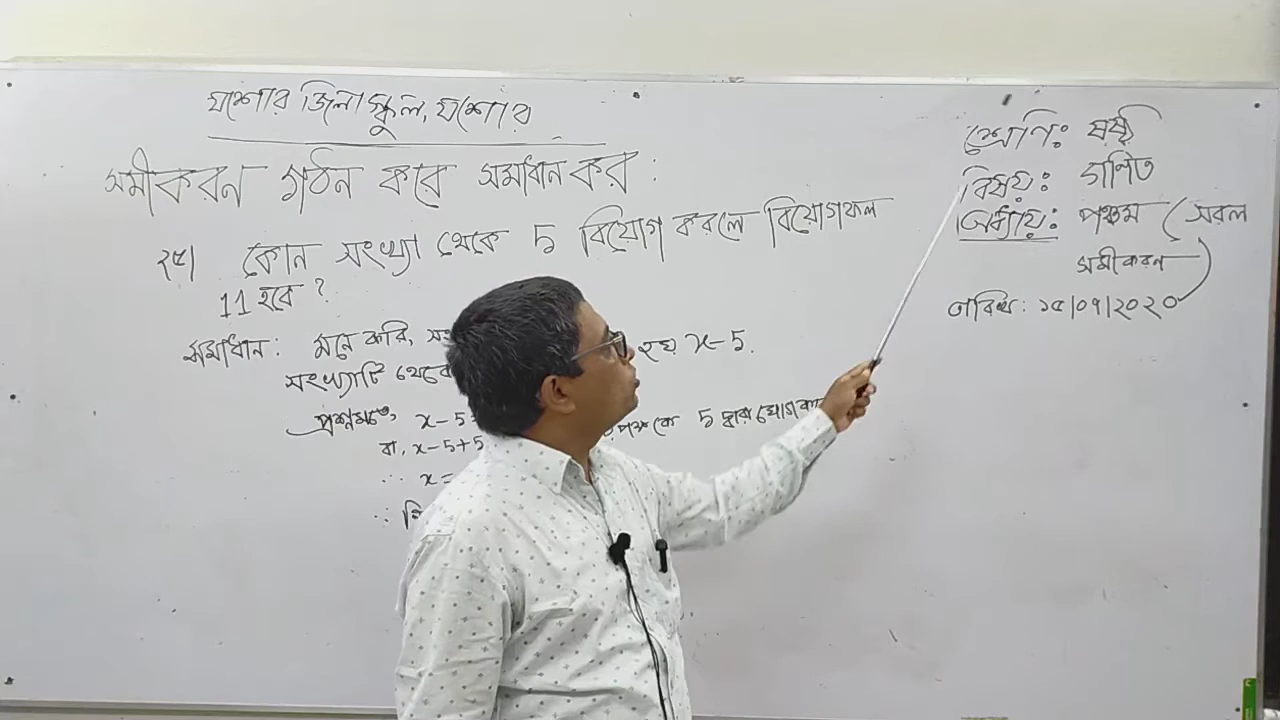 যশোর জিলা স্কুল, যশোর
সমীকরন গঠন করে সমাধান কর :
২৫। কোন সংখ্যা থেকে 5 বিয়োগ করলে বিয়োগফল
11 হবে ?
সমাধান : মনে করি, হয় x-5.
সংখ্যাটি থেকে
প্রশ্নমতে, x-5
বা, x-5+5 পক্ষকে 5 দ্বারা যোগ
∴ x=
∴
শ্রেণি: ষষ্ঠ
বিষয়: গণিত
অধ্যায়: পঞ্চম (সরল
সমীকরন)
তারিখ: ১৫/০৭/২০২০